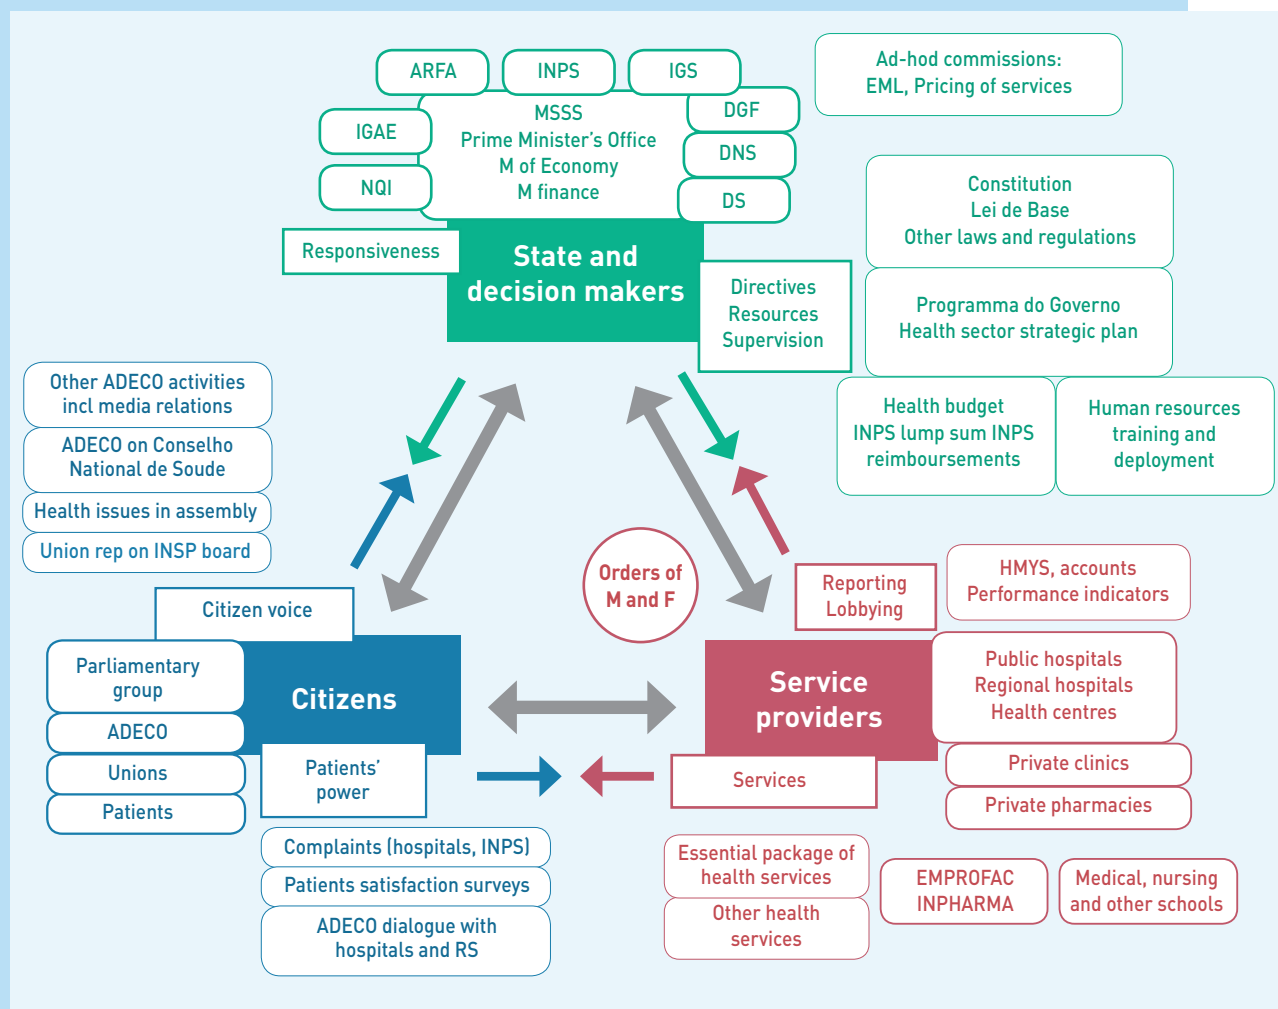 ARFA
INPS
IGS
Ad-hod commissions:
EML, Pricing of services
IGAE
NQI
MSSS
Prime Minister’s Office
M of Economy
M finance
DGF
DNS
DS
Constitution
Lei de Base
Other laws and regulations
Responsiveness
State and
decision makers
Directives
Resources
Supervision
Programma do Governo
Health sector strategic plan
Health budget
INPS lump sum INPS
reimboursements
Human resources
training and
deployment
Other ADECO activities
incl media relations
ADECO on Conselho
National de Soude
Health issues in assembly
Union rep on INSP board
Orders of
M and F
Reporting
Lobbying
HMYS, accounts
Performance indicators
Citizen voice
Parliamentary
group
ADECO
Unions
Patients
Citizens
Patients’
power
Service
providers
Public hospitals
Regional hospitals
Health centres
Private clinics
Private pharmacies
Services
Complaints (hospitals, INPS)
Patients satisfaction surveys
ADECO dialogue with
hospitals and RS
Essential package of
health services
Other health
services
EMPROFAC
INPHARMA
Medical, nursing
and other schools